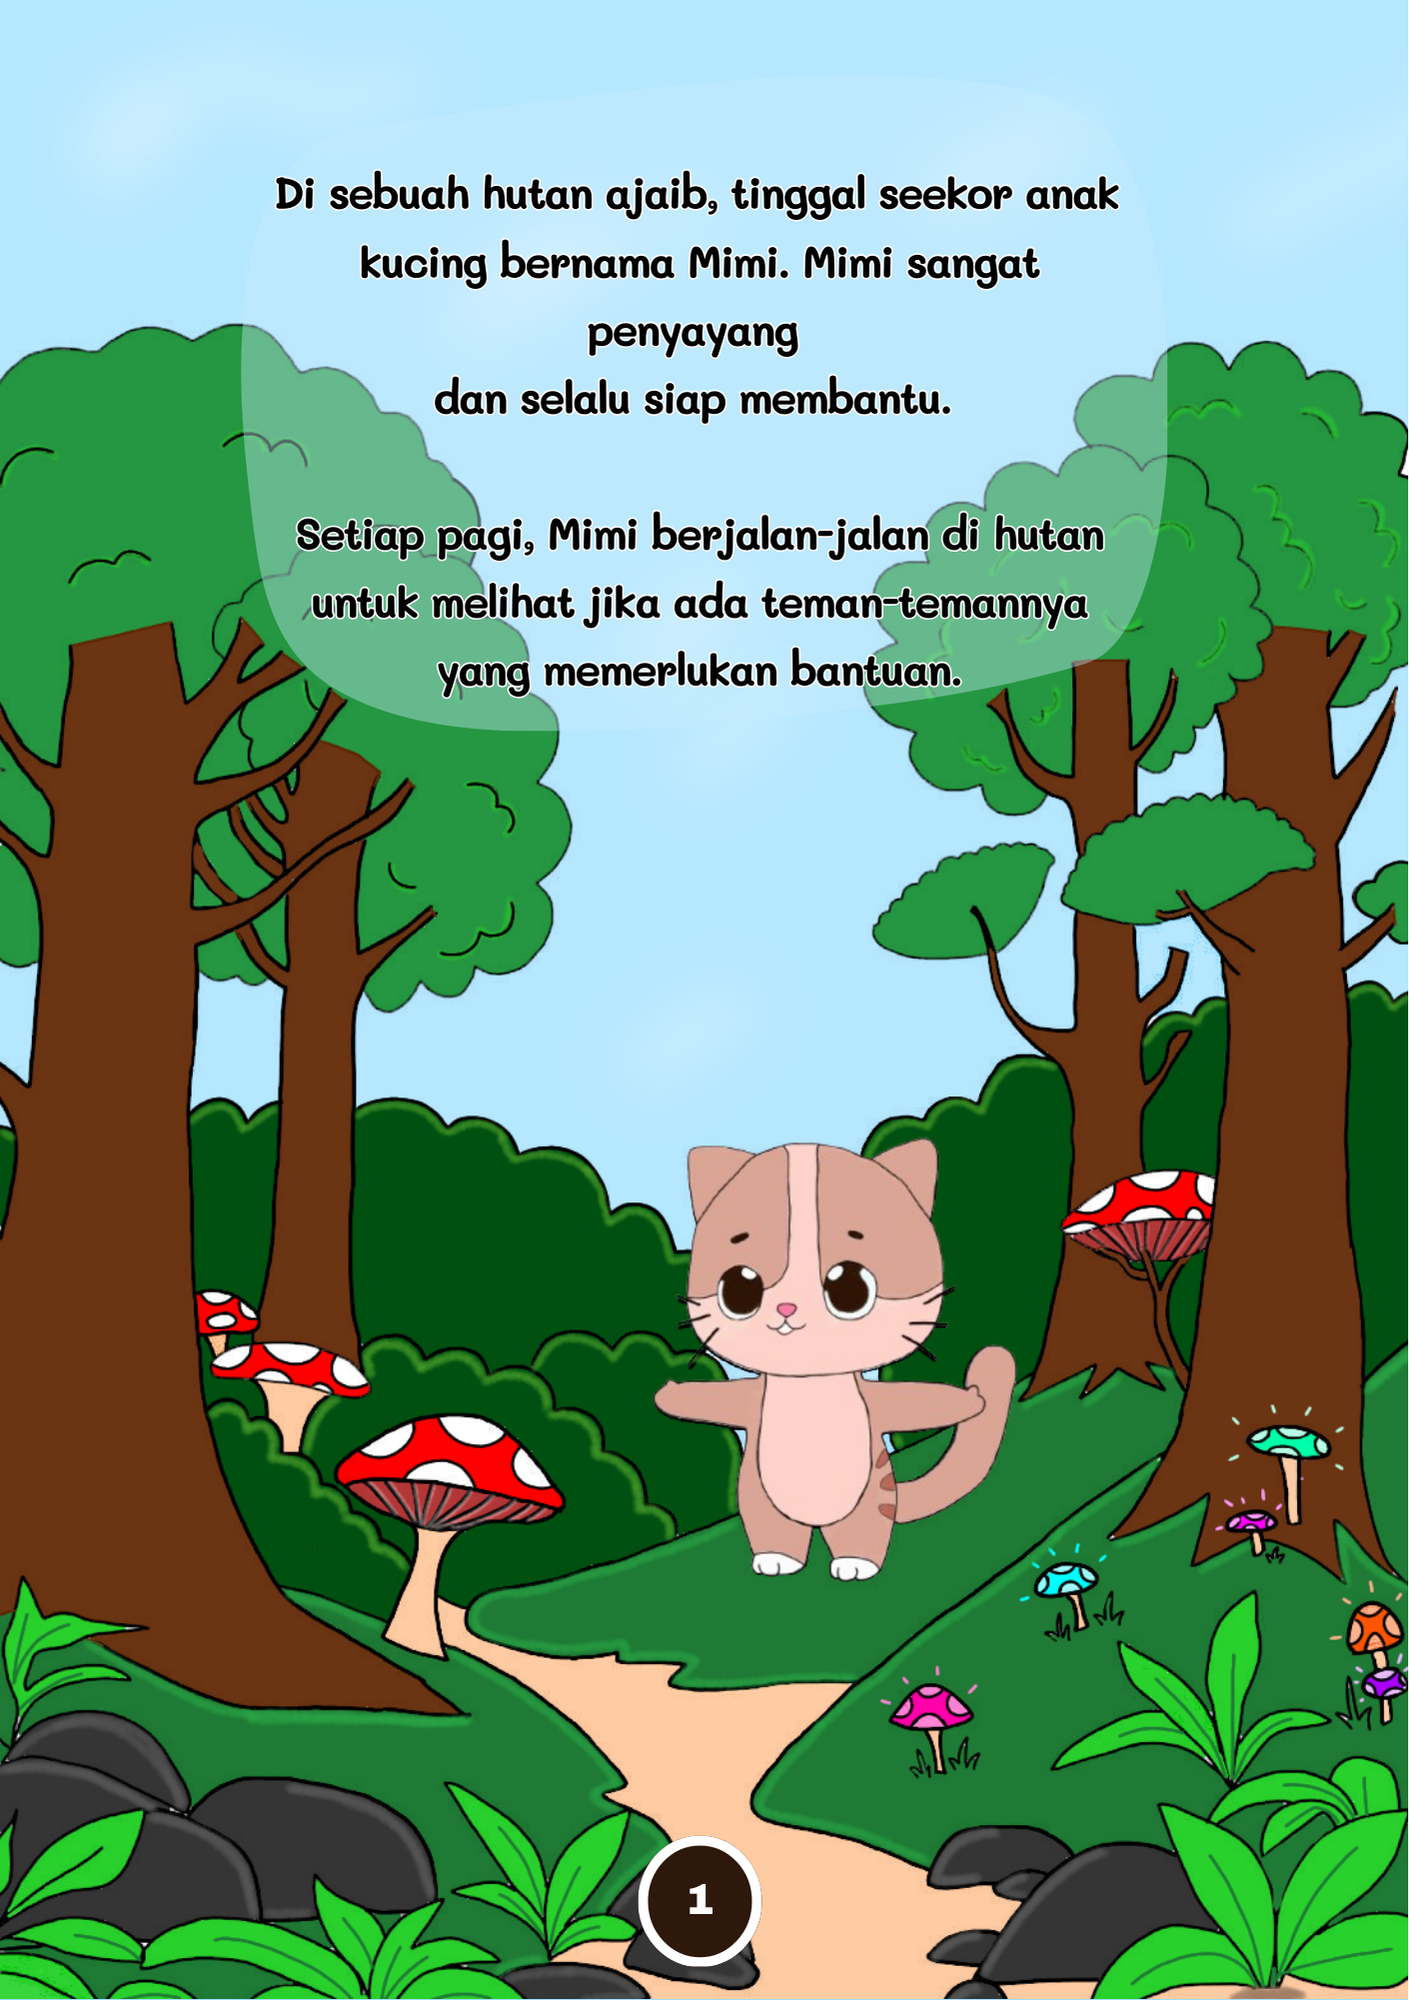 Di sebuah hutan ajaib, tinggal seekor anak
kucing bernama Mimi. Mimi sangat
penyayang
dan selalu siap membantu.
Setiap pagi, Mimi berjalan-jalan di hutan
untuk melihat jika ada teman-temannya
yang memerlukan bantuan.
1